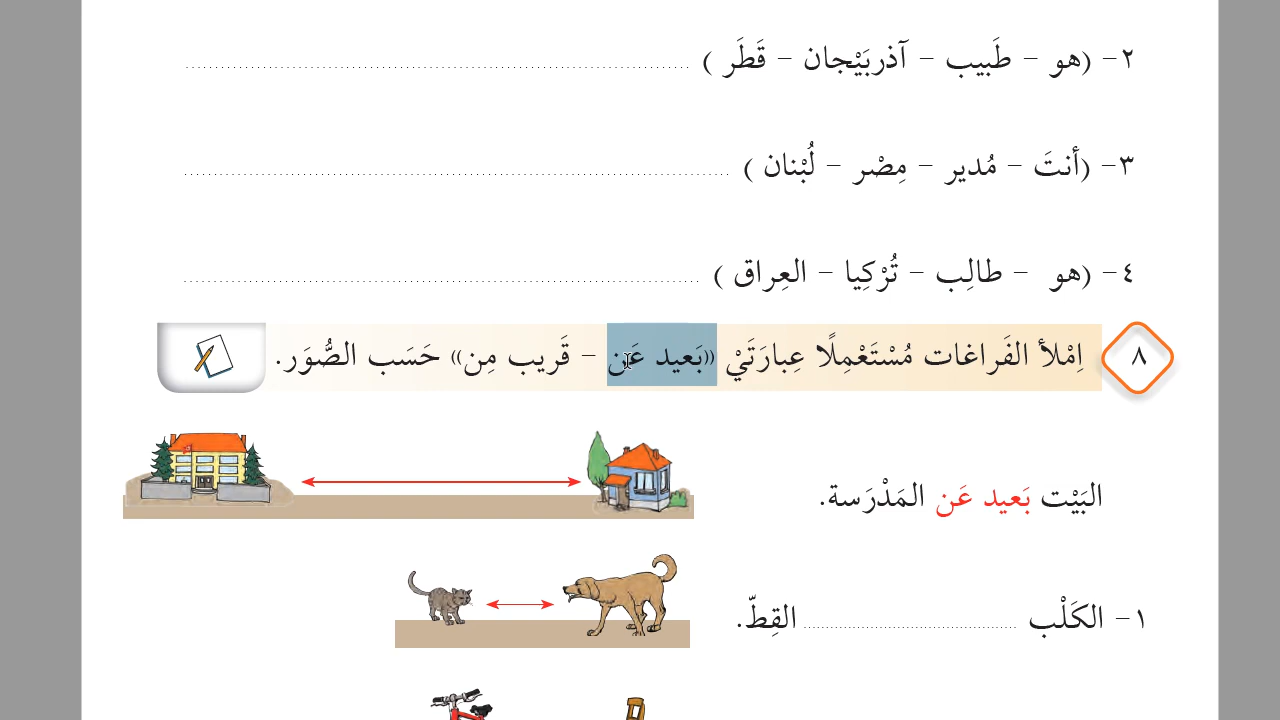 ٢- (هو - طَبيب - آذربَيْجان - قَطَر ) ........................................
٣- (أنتَ - مُدير - مِصْر - لُبْنان ) ........................................
٤- (هو - طالِب - تُرْكِيا - العِراق ) ........................................
٨ اِمْلأ الفَراغات مُسْتَعْمِلًا عِبارَتَيْ «بَعيد عَن - قَريب مِن» حَسَب الصُّوَر.
البَيْت بَعيد عَن المَدْرَسة.
١- الكَلْب .............................. القِطّ.